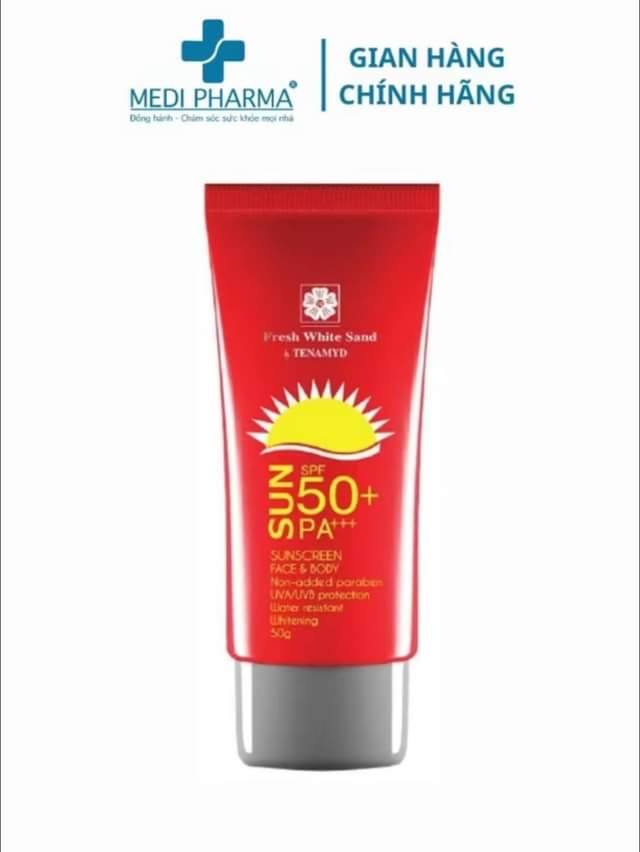 MEDI PHARMA®
Đồng hành - Chăm sóc sức khỏe mọi nhà
GIAN HÀNG
CHÍNH HÃNG
Fresh White Sand
by TENAMYD
SUN
SPF
50+
PA+++
SUNSCREEN
FACE & BODY
Non-added paraben
UVA/UVB protection
Water resistant
Whitening
50g